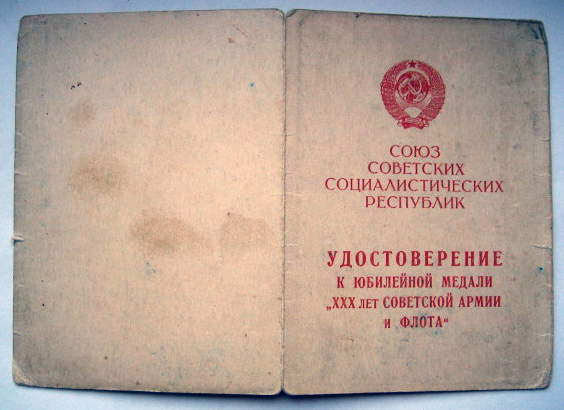 СОЮЗ
СОВЕТСКИХ
СОЦИАЛИСТИЧЕСКИХ
РЕСПУБЛИК
УДОСТОВЕРЕНИЕ
К ЮБИЛЕЙНОЙ МЕДАЛИ
„XXX лет СОВЕТСКОЙ АРМИИ
и ФЛОТА“